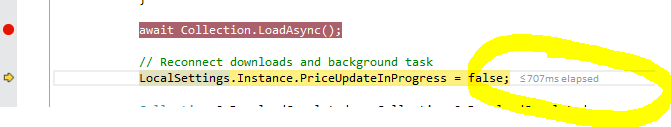 }
await Collection.LoadAsync();
// Reconnect downloads and background task
LocalSettings.Instance.PriceUpdateInProgress = false; ≤707ms elapsed